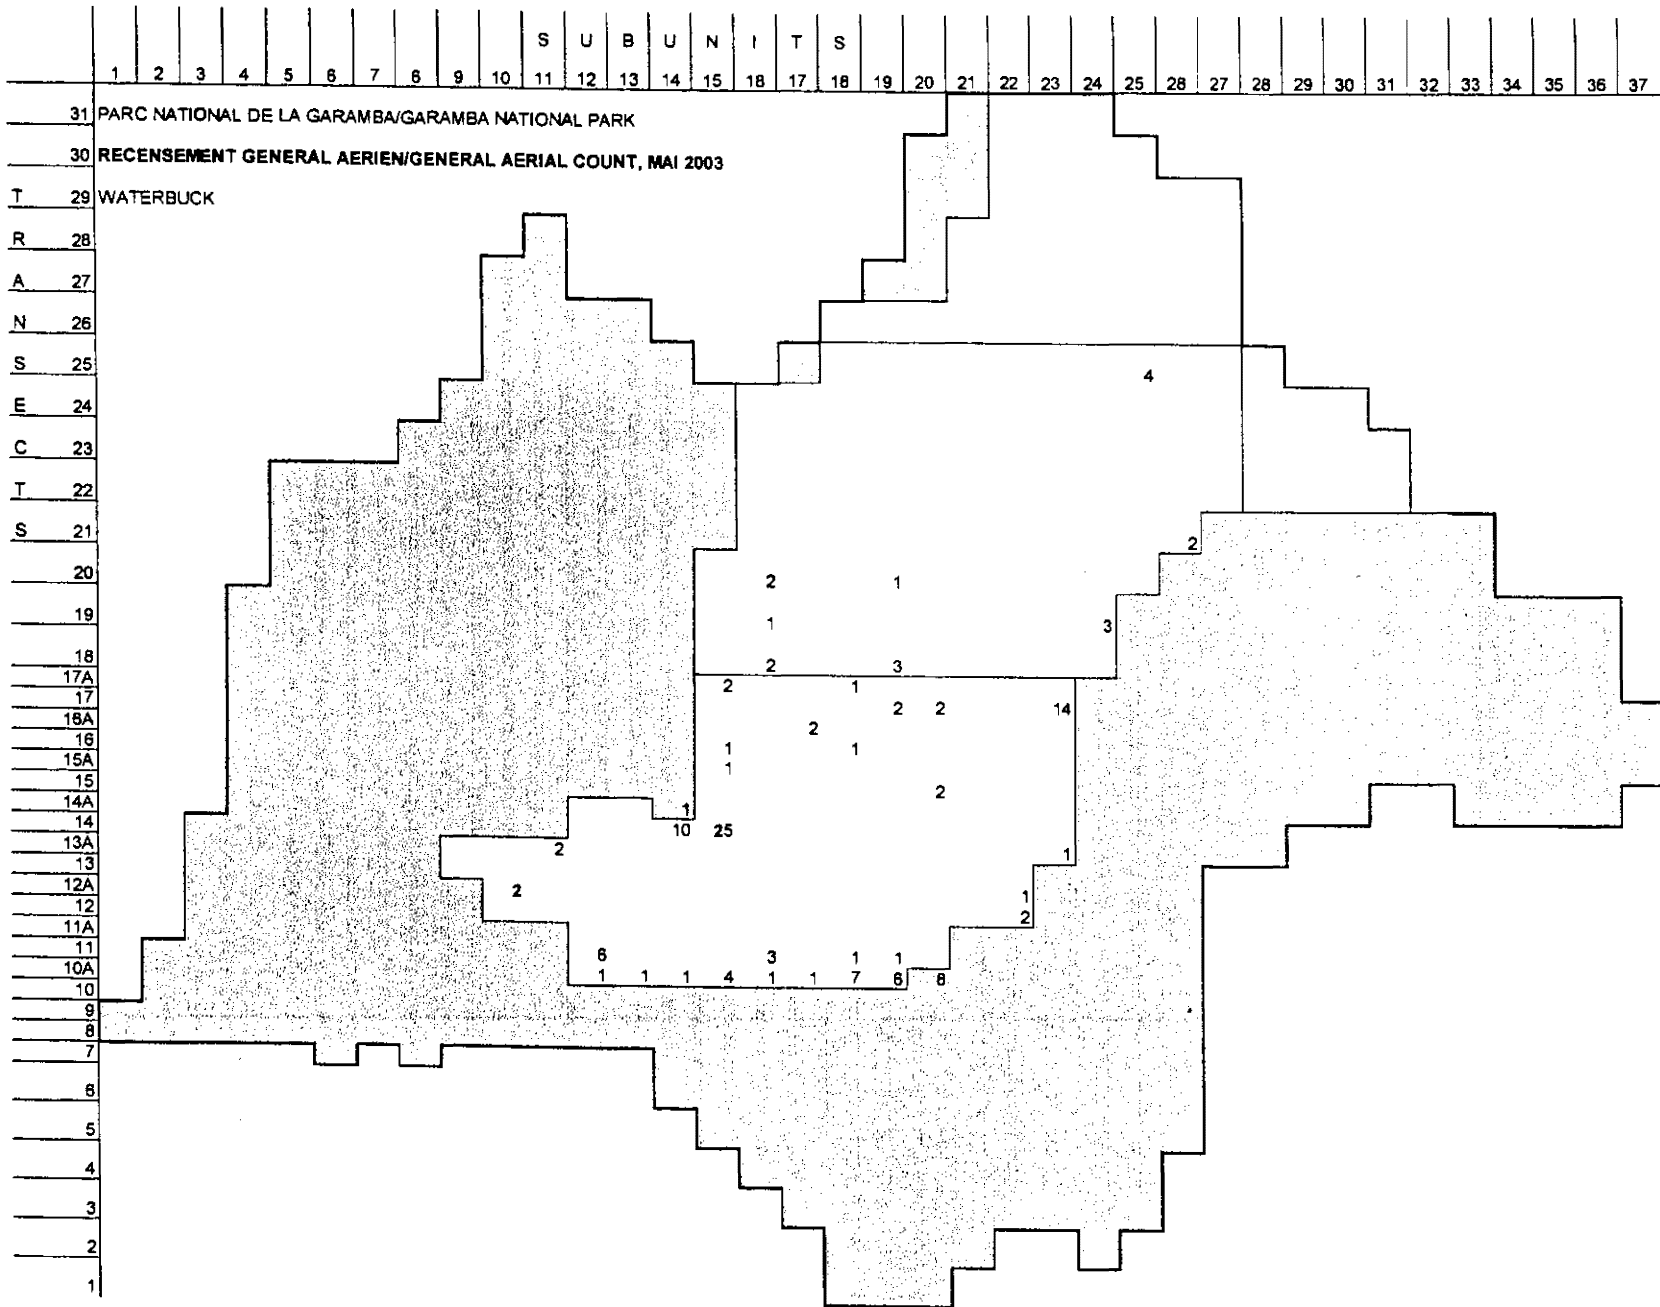 S U B U N I T S
1 2 3 4 5 6 7 8 9 10 11 12 13 14 15 16 17 18 19 20 21 22 23 24 25 26 27 28 29 30 31 32 33 34 35 36 37
31 PARC NATIONAL DE LA GARAMBA/GARAMBA NATIONAL PARK
30 RECENSEMENT GENERAL AERIEN/GENERAL AERIAL COUNT, MAI 2003
T 29 WATERBUCK
R 28
A 27
N 26
S 25 4
E 24
C 23
T 22
S 21 2
20 2 1
19 1 3
18 2 3
17A 2 1
17 2 2 14
16A 2
16 1 1
15A 1
15 2
14A 1
14 10 25
13A 2 1
13
12A 2 1
12 2
11A
11 6 3 1 1
10A 1 1 1 4 1 1 7 6 8
10
9
8
7
6
5
4
3
2
1